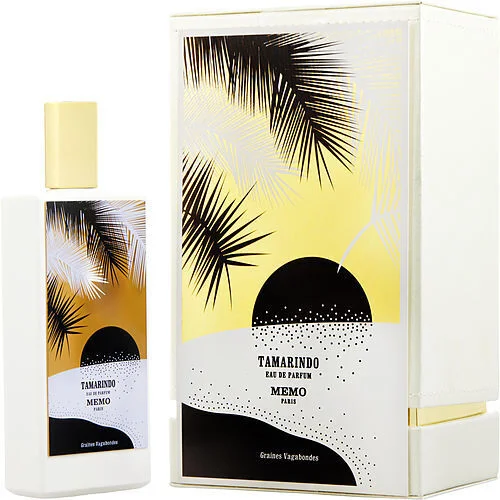 TAMARINDO
EAU DE PARFUM
MEMO
PARIS
TAMARINDO
EAU DE PARFUM
MEMO
PARIS
Graines Vagabondes